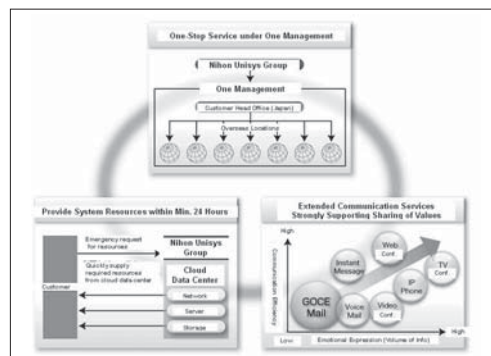 One-Stop Service under One Management
Nihon Unisys Group
One Management
Customer Head Office (Japan)
Overseas Locations
Provide System Resources within Min. 24 Hours
Emergency request
for resources
Nihon Unisys
Group
Quickly supply
required resources
from cloud data center
Cloud
Data Center
Customer
Network
Server
Storage
Extended Communication Services
Strongly Supporting Sharing of Values
High
Communication
Efficiency
Web
Conf.
TV
Conf.
Instant
Message
IP
Phone
GOCE
Mail
Voice
Mail
Video
Conf.
High
Low
Emotional Expression (Volume of Info)